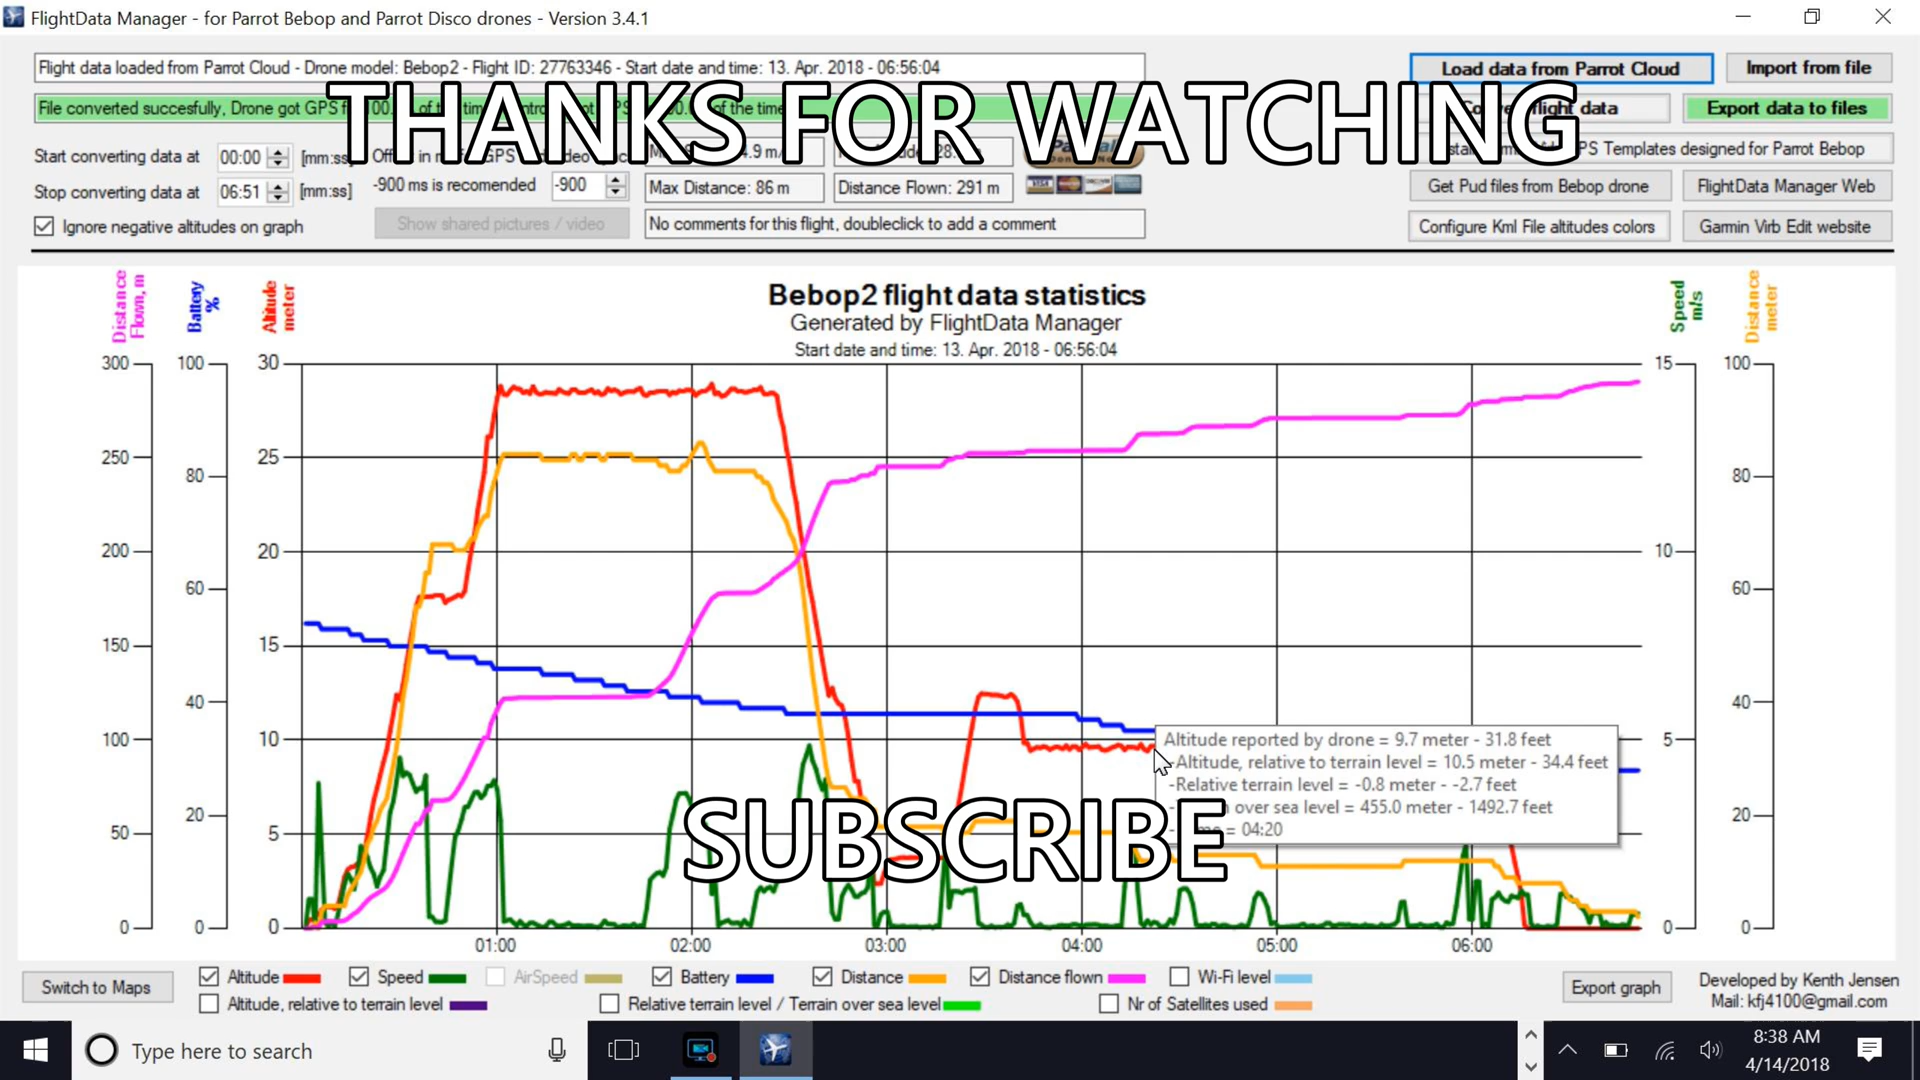 FlightData Manager - for Parrot Bebop and Parrot Disco drones - Version 3.4.1
Flight data loaded from Parrot Cloud - Drone model: Bebop2 - Flight ID: 27763346 - Start date and time: 13. Apr. 2018 - 06:56:04
Load data from Parrot Cloud
Import from file
File converted succesfully, Drone got GPS
of the time
flight data
Export data to files
THANKS FOR WATCHING
Start converting data at 00:00 [mm:ss]
Templates designed for Parrot Bebop
Stop converting data at 06:51 [mm:ss]
-900 ms is recomended -900
Max Distance: 86 m
Distance Flown: 291 m
VISA
Get Pud files from Bebop drone
FlightData Manager Web
Ignore negative altitudes on graph
Show shared pictures / video
No comments for this flight, doubleclick to add a comment
Configure Kml File altitudes colors
Garmin Virb Edit website
Distance Flown, m
Battery %
Altitude meter
Bebop2 flight data statistics
Generated by FlightData Manager
Start date and time: 13. Apr. 2018 - 06:56:04
Speed m/s
Distance meter
300
250
200
150
100
50
0
100
80
60
40
20
0
30
25
20
15
10
5
0
15
10
5
0
100
80
60
40
20
0
Altitude reported by drone = 9.7 meter - 31.8 feet
-Altitude, relative to terrain level = 10.5 meter - 34.4 feet
-Relative terrain level = -0.8 meter - -2.7 feet
over sea level = 455.0 meter - 1492.7 feet
= 04:20
SUBSCRIBE
01:00 02:00 03:00 04:00 05:00 06:00
Switch to Maps
Altitude
Speed
AirSpeed
Battery
Distance
Distance flown
Wi-Fi level
Altitude, relative to terrain level
Relative terrain level / Terrain over sea level
Nr of Satellites used
Export graph
Developed by Kenth Jensen
Mail: kfj4100@gmail.com
Type here to search
8:38 AM
4/14/2018